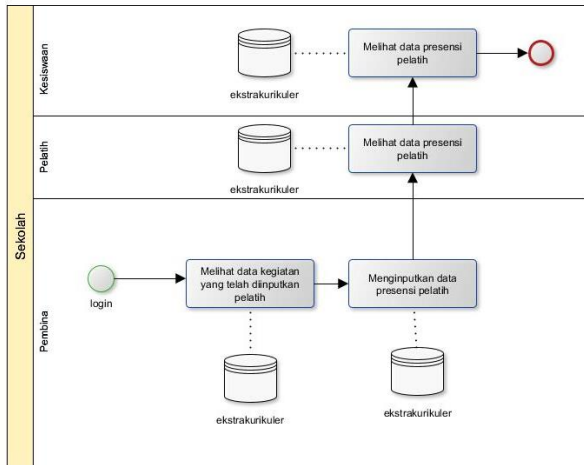 Sekolah
Kesiswaan
ekstrakurikuler
Melihat data presensi
pelatih
Pelatih
ekstrakurikuler
Melihat data presensi
pelatih
Pembina
login
Melihat data kegiatan
yang telah diinputkan
pelatih
Menginputkan data
presensi pelatih
ekstrakurikuler
ekstrakurikuler